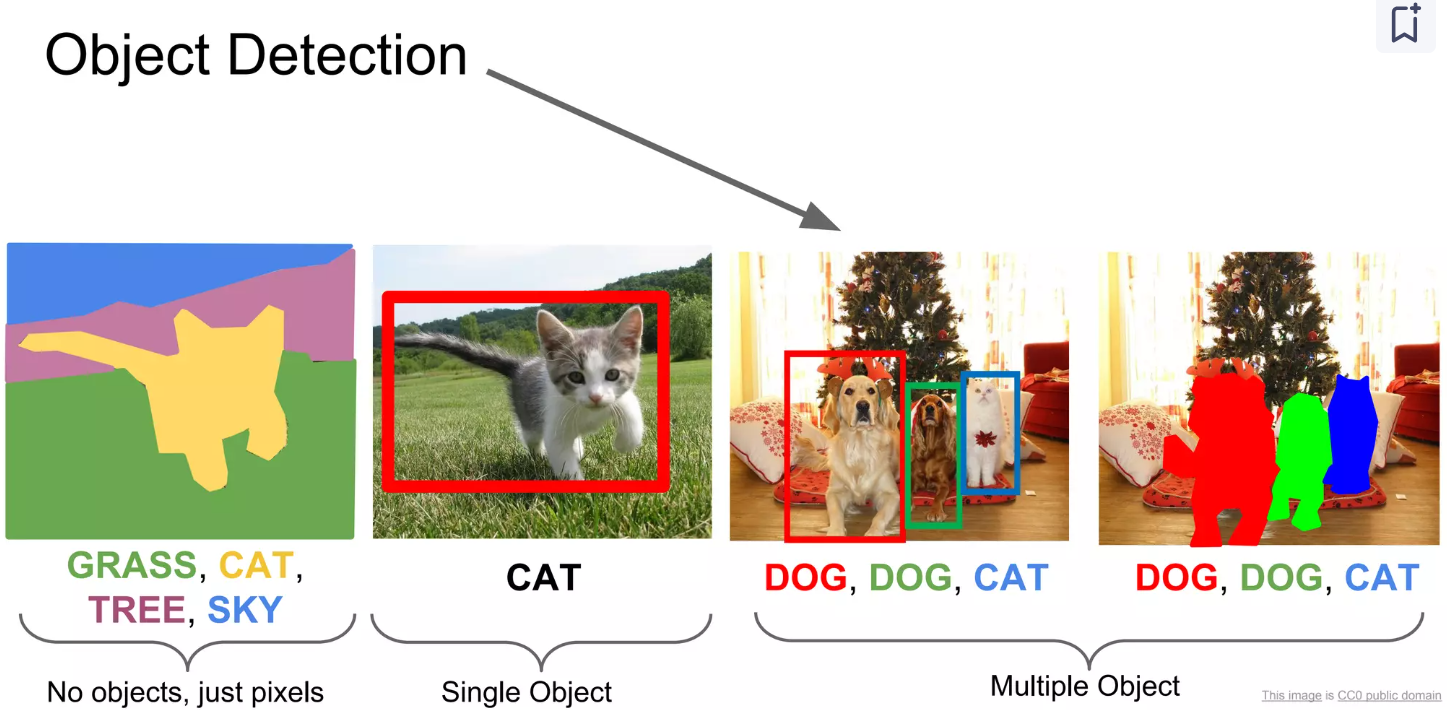 Object Detection
GRASS, CAT,
TREE, SKY
CAT
DOG, DOG, CAT
DOG, DOG, CAT
No objects, just pixels
Single Object
Multiple Object
This image is CC0 public domain